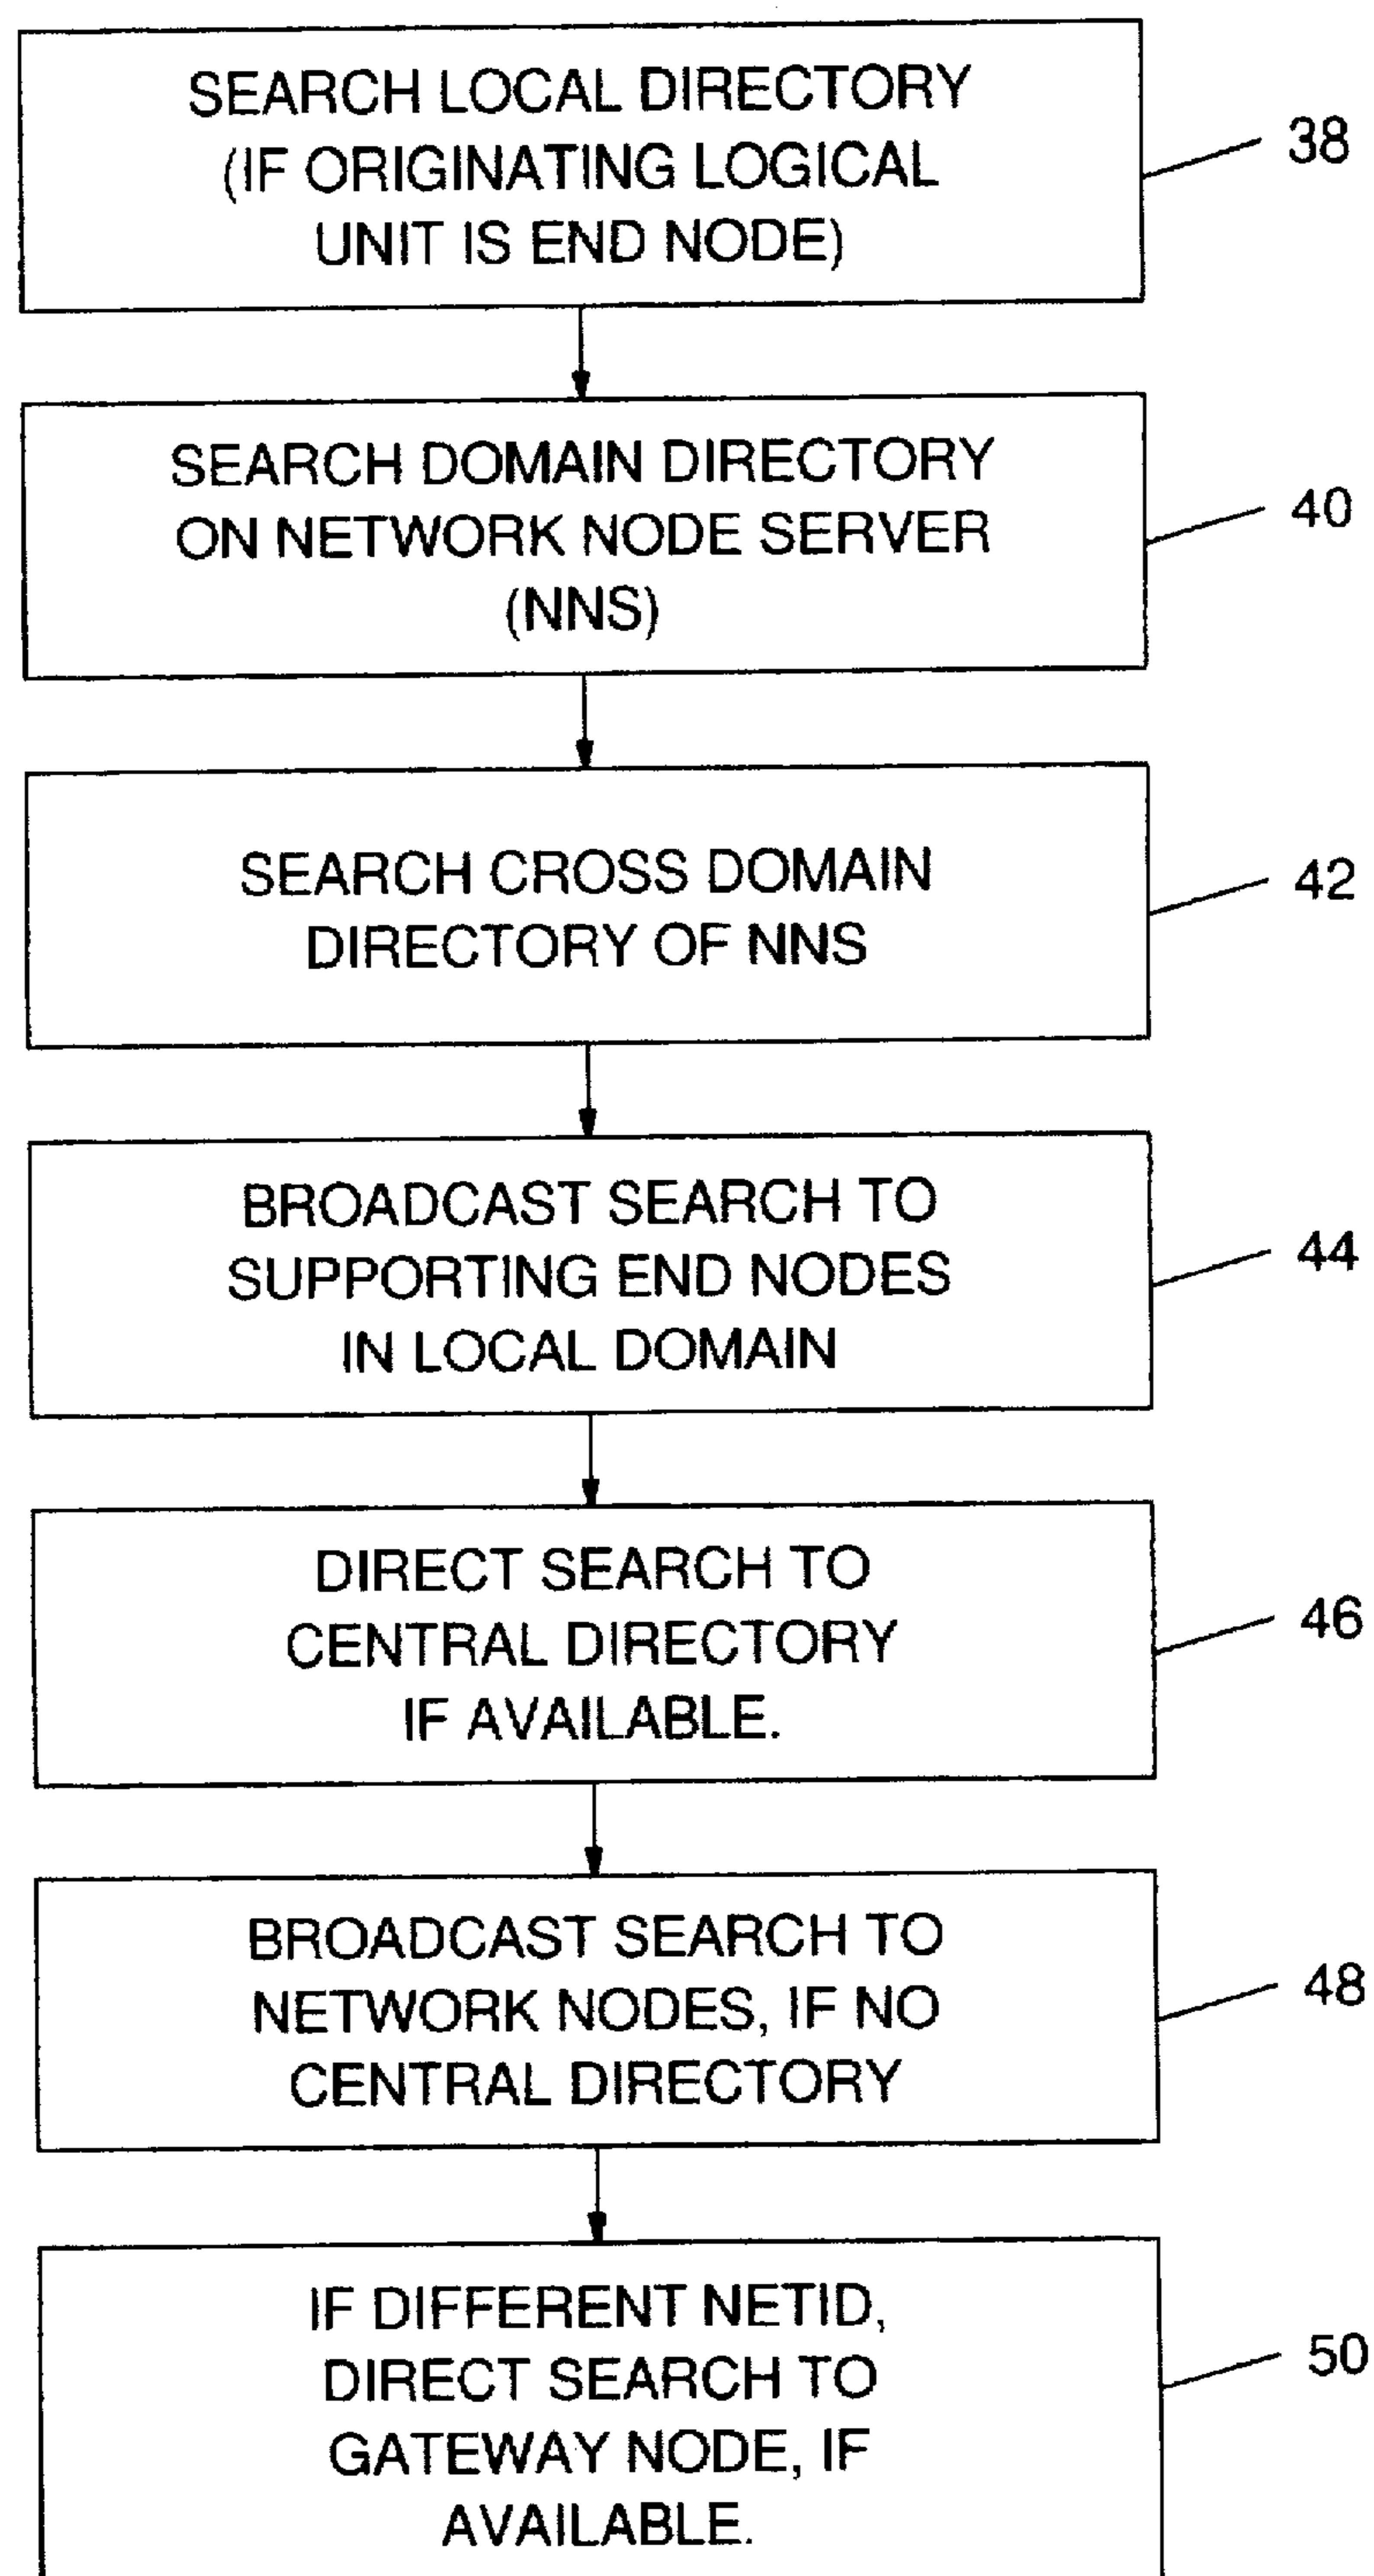 SEARCH LOCAL DIRECTORY
(IF ORIGINATING LOGICAL
UNIT IS END NODE)
38
SEARCH DOMAIN DIRECTORY
ON NETWORK NODE SERVER
(NNS)
40
SEARCH CROSS DOMAIN
DIRECTORY OF NNS
42
BROADCAST SEARCH TO
SUPPORTING END NODES
IN LOCAL DOMAIN
44
DIRECT SEARCH TO
CENTRAL DIRECTORY
IF AVAILABLE.
46
BROADCAST SEARCH TO
NETWORK NODES, IF NO
CENTRAL DIRECTORY
48
IF DIFFERENT NETID,
DIRECT SEARCH TO
GATEWAY NODE, IF
AVAILABLE.
50